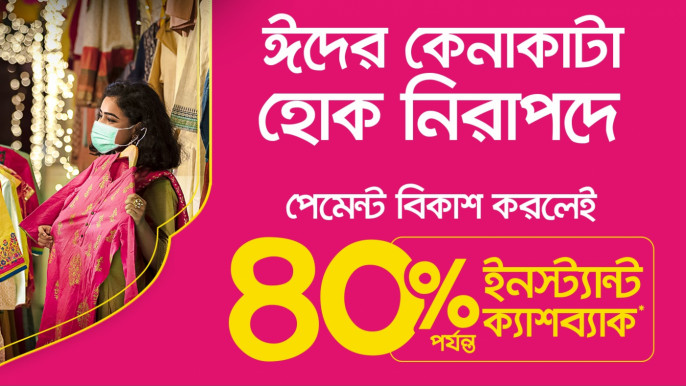 ঈদের কেনাকাটা
হোক নিরাপদে
পেমেন্ট বিকাশ করলেই
৪০% পর্যন্ত
ইনস্ট্যান্ট
ক্যাশব্যাক*